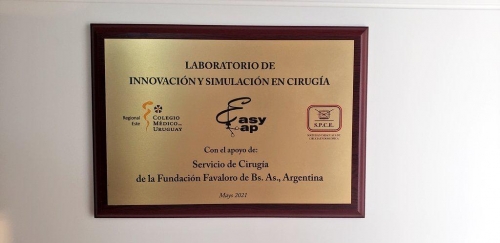 LABORATORIO DE
INNOVACIÓN Y SIMULACIÓN EN CIRUGÍA
Regional
Este
COLEGIO
MÉDICO DEL
URUGUAY
Easy
Lap
S.P.C.E.
Con el apoyo de:
Servicio de Cirugía
de la Fundación Favaloro de Bs. As., Argentina
Mayo 2021